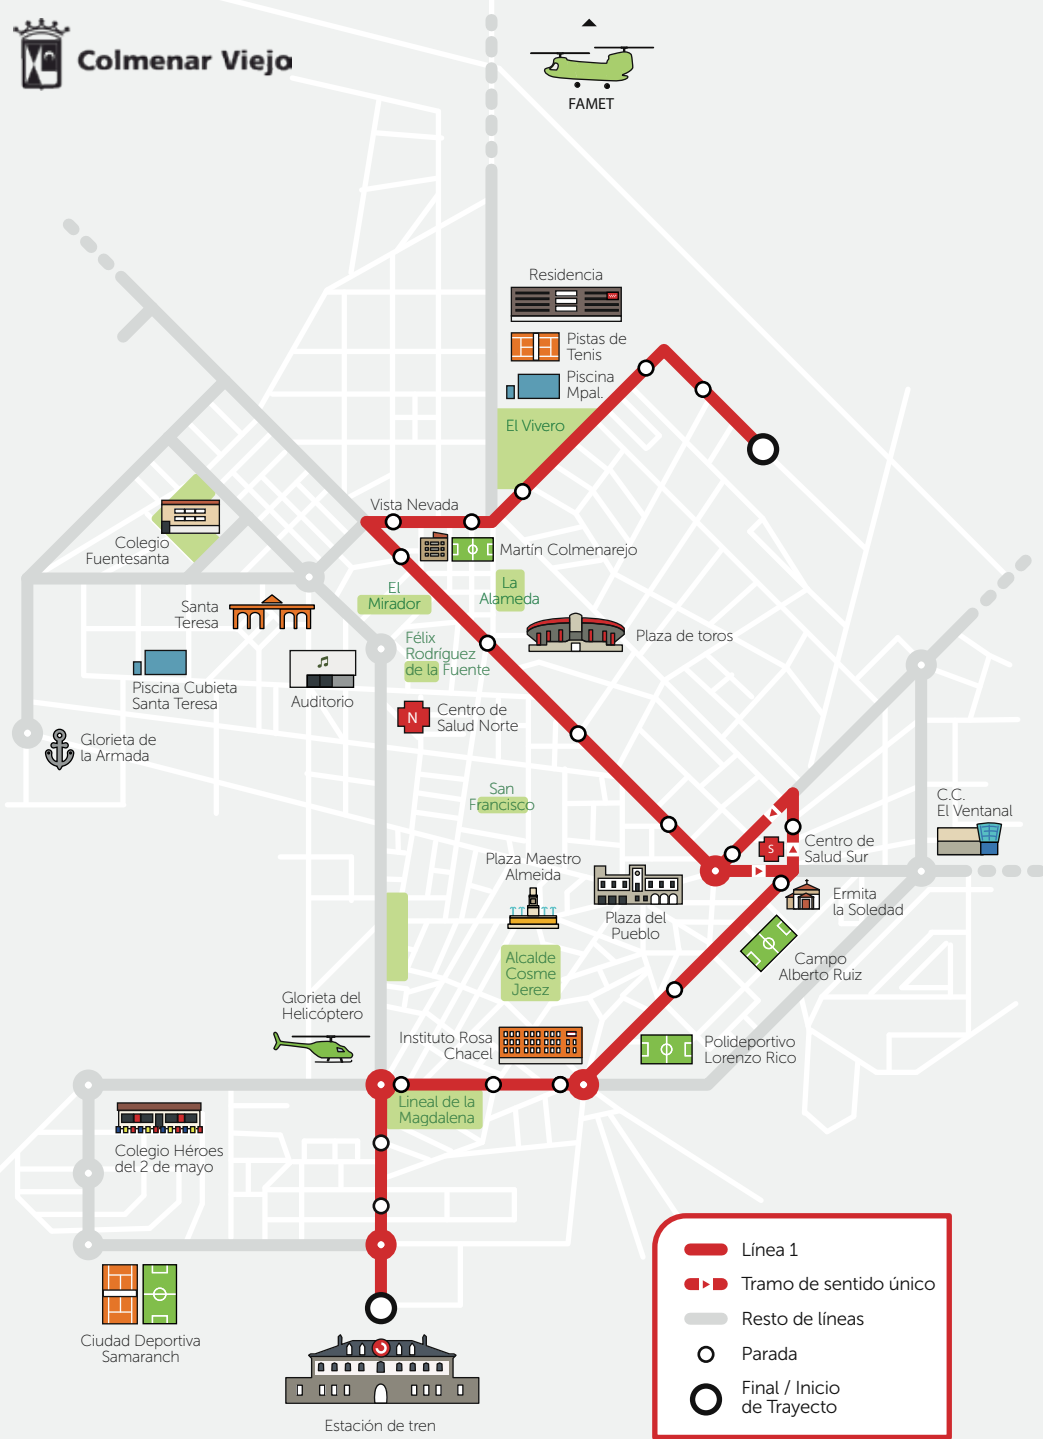 Colmenar Viejo
FAMET
Residencia
Pistas de
Tenis
Piscina
Mpal.
El Vivero
Vista Nevada
Martín Colmenarejo
Colegio
Fuentesanta
El
Mirador
La
Alameda
Santa
Teresa
Plaza de toros
Félix
Rodríguez
de la Fuente
Piscina Cubieta
Santa Teresa
Auditorio
N
Centro de
Salud Norte
Glorieta de
la Armada
San
Francisco
C.C.
El Ventanal
S
Centro de
Salud Sur
Plaza Maestro
Almeida
Ermita
la Soledad
Plaza del
Pueblo
Campo
Alberto Ruiz
Alcalde
Cosme
Jerez
Glorieta del
Helicóptero
Instituto Rosa
Chacel
Polideportivo
Lorenzo Rico
Lineal de la
Magdalena
Colegio Héroes
del 2 de mayo
Ciudad Deportiva
Samaranch
Estación de tren
Línea 1
Tramo de sentido único
Resto de líneas
Parada
Final / Inicio
de Trayecto